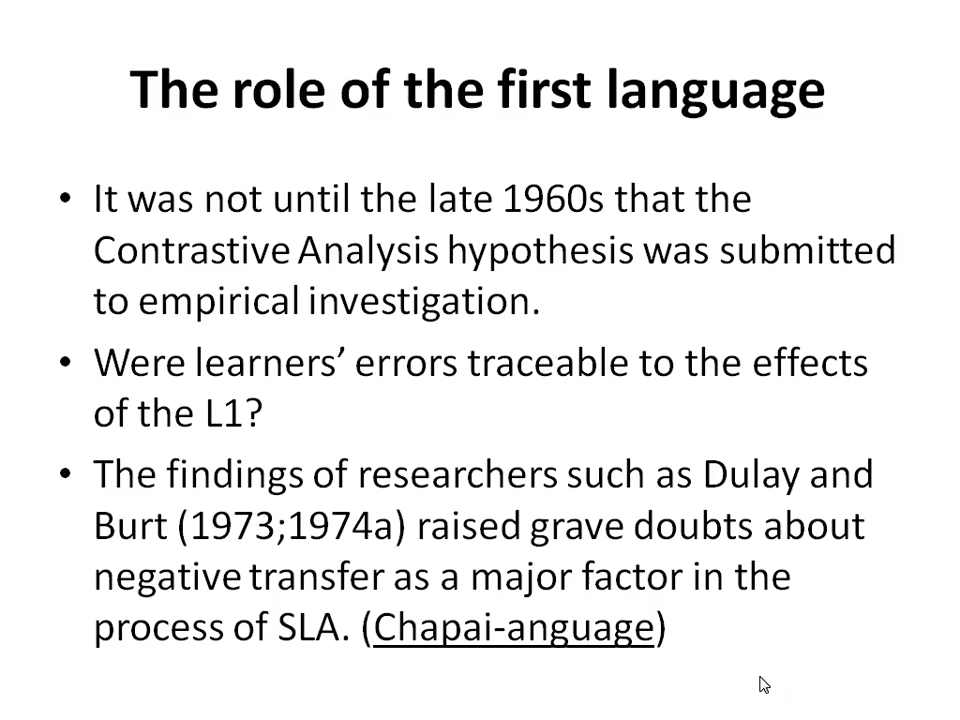 The role of the first language
• It was not until the late 1960s that the
Contrastive Analysis hypothesis was submitted
to empirical investigation.
• Were learners’ errors traceable to the effects
of the L1?
• The findings of researchers such as Dulay and
Burt (1973;1974a) raised grave doubts about
negative transfer as a major factor in the
process of SLA. (Chapai-anguage)